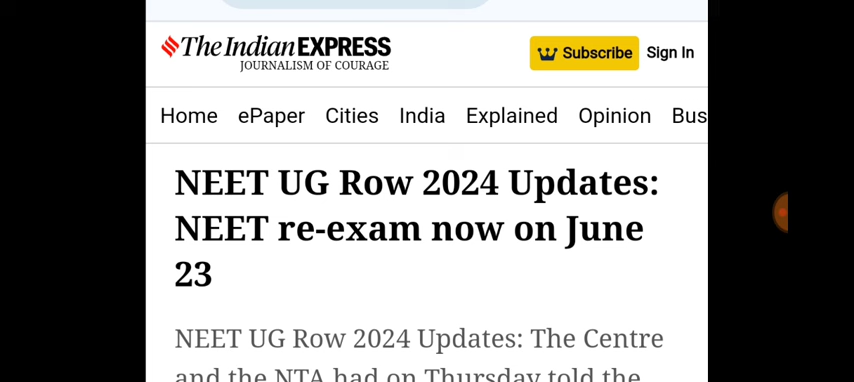 The Indian EXPRESS
JOURNALISM OF COURAGE
Subscribe
Sign In
Home ePaper Cities India Explained Opinion Bus
NEET UG Row 2024 Updates:
NEET re-exam now on June
23
NEET UG Row 2024 Updates: The Centre
and the NTA had on Thursday told the